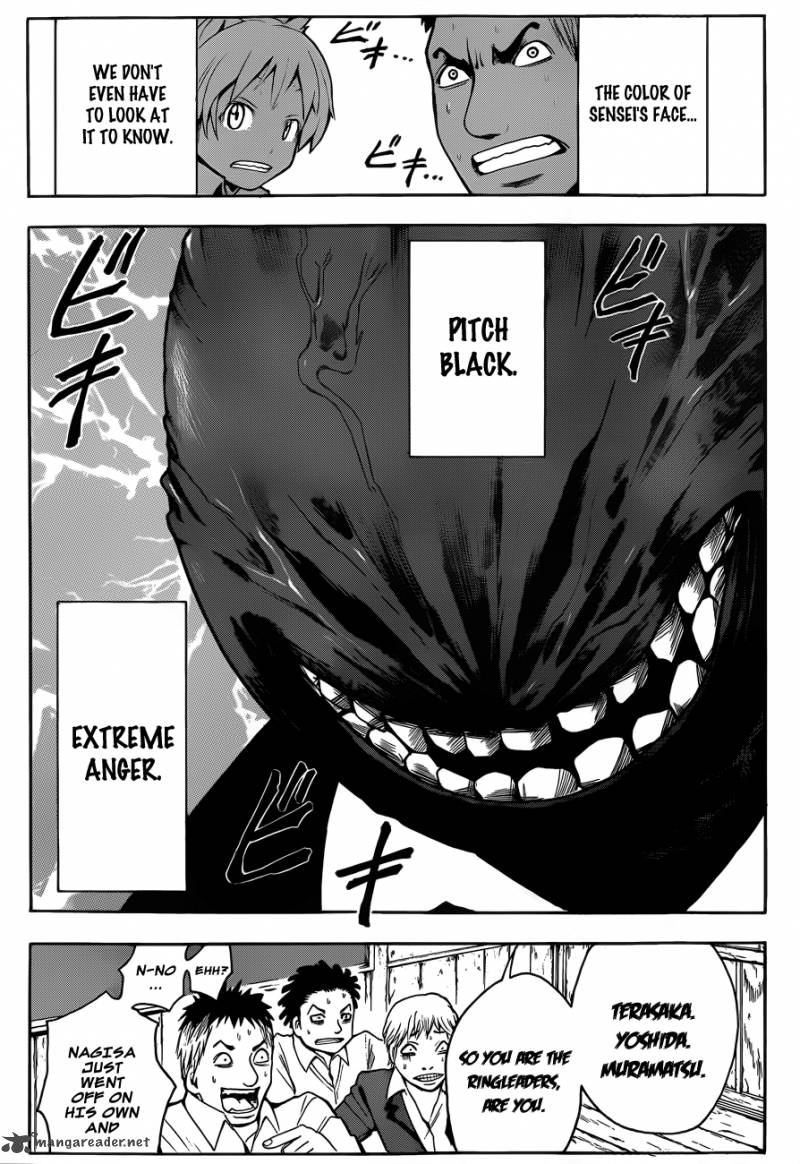 THE COLOR OF
SENSEI'S FACE...
ビキ...
ビキ...
WE DON'T
EVEN HAVE
TO LOOK AT
IT TO KNOW.
ビキ
PITCH
BLACK.
ビキ
EXTREME
ANGER.
ビキ
TERASAKA.
YOSHIDA.
MURAMATSU.
SO YOU ARE THE
RINGLEADERS,
ARE YOU.
EHH?
N-NO
...
NAGISA
JUST
WENT
OFF ON
HIS OWN
AND
mangareader.net